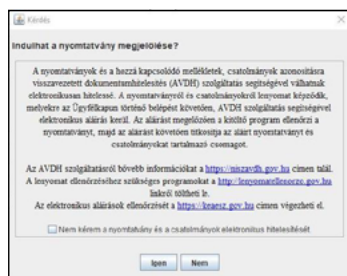 Kérdés
Indulhat a nyomtatvány megjelölése?
A nyomtatványok és a hozzá kapcsolódó mellékletek, csatolmányok azonosításra
visszavezetett dokumentumhitelesítés (AVDH) szolgáltatás segítségével válhatnak
elektronikusan hitelessé. A nyomtatványról és csatolmányokról lenyomat képződik,
melyekre az Ügyfélkapun történő belépést követően, AVDH szolgáltatás segítségével
elektronikus aláírás kerül. Az aláírást megelőzően a kitöltő program ellenőrzi a
nyomtatványt, majd az aláírást követően titkosítja az aláírt nyomtatványt és
csatolmányokat tartalmazó csomagot.
Az AVDH szolgáltatásról bővebb információkat a https://niszavdh.gov.hu címen talál.
A lenyomat ellenőrzéséhez szükséges programokat a http://lenyomatellenorzo.gov.hu
linkről töltheti le.
Az elektronikus aláírások ellenőrzését a https://keaesz.gov.hu címen végezheti el.
Nem kérem a nyomtatvány és a csatolmányok elektronikus hitelesítését
Igen Nem